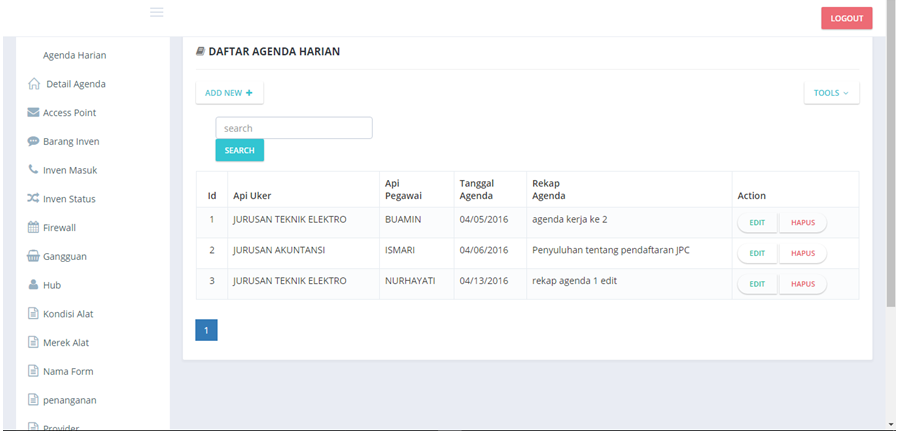 LOGOUT
Agenda Harian
Detail Agenda
Access Point
Barang Inven
Inven Masuk
Inven Status
Firewall
Gangguan
Hub
Kondisi Alat
Merek Alat
Nama Form
penanganan
Provider
DAFTAR AGENDA HARIAN
ADD NEW +
TOOLS
search
SEARCH
Id Api Uker Api Pegawai Tanggal Agenda Rekap Agenda Action
1 JURUSAN TEKNIK ELEKTRO BUAMIN 04/05/2016 agenda kerja ke 2 EDIT HAPUS
2 JURUSAN AKUNTANSI ISMARI 04/06/2016 Penyuluhan tentang pendaftaran JPC EDIT HAPUS
3 JURUSAN TEKNIK ELEKTRO NURHAYATI 04/13/2016 rekap agenda 1 edit EDIT HAPUS
1